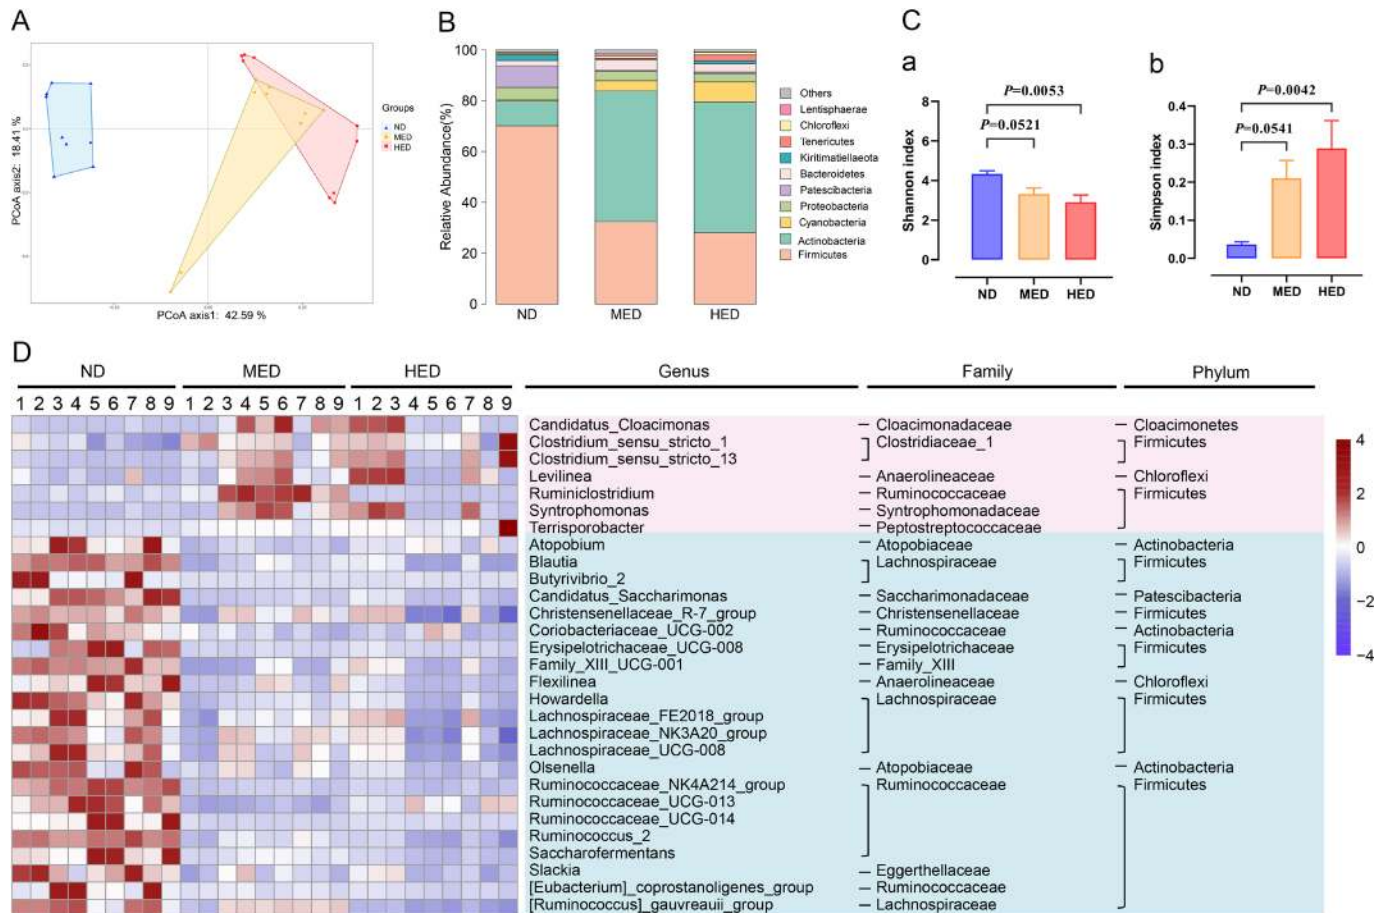 A
PCoA axis2: 18.41 %
PCoA axis1: 42.59 %
Groups
ND
MED
HED
B
Relative Abundance(%)
100
80
60
40
20
0
ND
MED
HED
Others
Lentisphaerae
Chloroflexi
Tenericutes
Kiritimatiellaeota
Bacteroidetes
Patescibacteria
Proteobacteria
Cyanobacteria
Actinobacteria
Firmicutes
C
a
P=0.0053
P=0.0521
Shannon index
8
6
4
2
0
ND
MED
HED
b
P=0.0042
P=0.0541
Simpson index
0.4
0.3
0.2
0.1
0.0
ND
MED
HED
D
ND MED HED Genus Family Phylum
1 2 3 4 5 6 7 8 9 1 2 3 4 5 6 7 8 9 1 2 3 4 5 6 7 8 9
Candidatus_Cloacimonas Cloacimonadaceae Cloacimonetes
Clostridium_sensu_stricto_1 Clostridiaceae_1 Firmicutes
Clostridium_sensu_stricto_13
Levilinea Anaerolineaceae Chloroflexi
Ruminiclostridium Ruminococcaceae Firmicutes
Syntrophomonas Syntrophomonadaceae
Terrisporobacter Peptostreptococcaceae
Atopobium Atopobiaceae Actinobacteria
Blautia Lachnospiraceae Firmicutes
Butyrivibrio_2
Candidatus_Saccharimonas Saccharimonadaceae Patescibacteria
Christensenellaceae_R-7_group Christensenellaceae Firmicutes
Coriobacteriaceae_UCG-002 Ruminococcaceae Actinobacteria
Erysipelotrichaceae_UCG-008 Erysipelotrichaceae Firmicutes
Family_XIII_UCG-001 Family_XIII
Flexilinea Anaerolineaceae Chloroflexi
Howardella Lachnospiraceae Firmicutes
Lachnospiraceae_FE2018_group
Lachnospiraceae_NK3A20_group
Lachnospiraceae_UCG-008
Olsenella Atopobiaceae Actinobacteria
Ruminococcaceae_NK4A214_group Ruminococcaceae Firmicutes
Ruminococcaceae_UCG-013
Ruminococcaceae_UCG-014
Ruminococcus_2
Saccharofermentans
Slackia Eggerthellaceae
[Eubacterium]_coprostanoligenes_group Ruminococcaceae
[Ruminococcus]_gauvreauii_group Lachnospiraceae
4
2
0
−2
−4